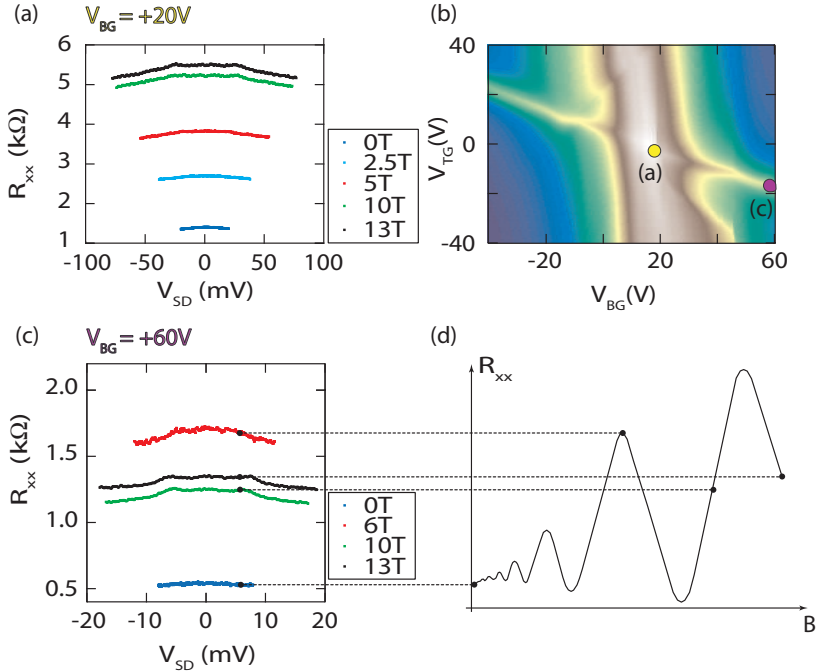 (a)
V_BG = +20V
R_xx (kΩ)
6
5
4
3
2
1
-100
-50
0
50
100
V_SD (mV)
0T
2.5T
5T
10T
13T
(b)
V_TG(V)
40
0
-40
(a)
(c)
-20
20
60
V_BG(V)
(c)
V_BG = +60V
R_xx (kΩ)
2.0
1.5
1.0
0.5
-20
-10
0
10
20
V_SD (mV)
0T
6T
10T
13T
(d)
R_xx
B